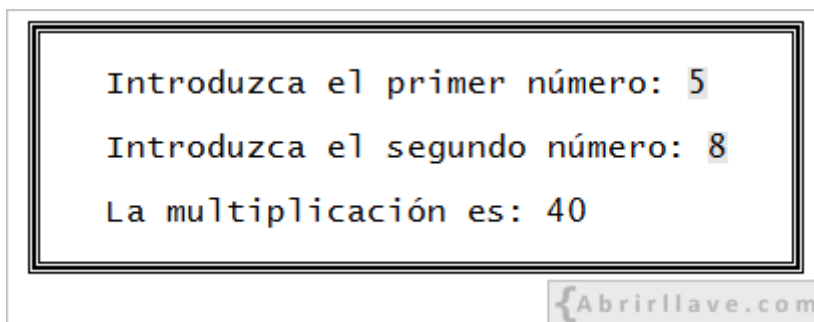 Introduzca el primer número: 5
Introduzca el segundo número: 8
La multiplicación es: 40
{Abrirllave.com